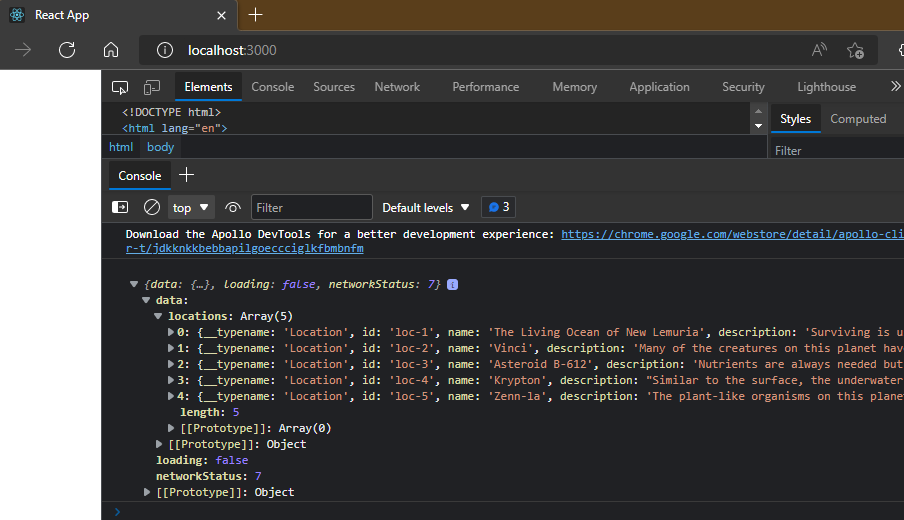 React App
localhost:3000
Elements Console Sources Network Performance Memory Application Security Lighthouse
<!DOCTYPE html>
<html lang="en">
Styles Computed
html body
Filter
Console
top Filter Default levels 3
Download the Apollo DevTools for a better development experience: https://chrome.google.com/webstore/detail/apollo-cli
r-t/jdkknkkbebbapilgoeccciglkfbmbnfm
{data: {…}, loading: false, networkStatus: 7} i
data:
locations: Array(5)
0: {__typename: 'Location', id: 'loc-1', name: 'The Living Ocean of New Lemuria', description: 'Surviving is u
1: {__typename: 'Location', id: 'loc-2', name: 'Vinci', description: 'Many of the creatures on this planet hav
2: {__typename: 'Location', id: 'loc-3', name: 'Asteroid B-612', description: 'Nutrients are always needed but
3: {__typename: 'Location', id: 'loc-4', name: 'Krypton', description: "Similar to the surface, the underwater
4: {__typename: 'Location', id: 'loc-5', name: 'Zenn-la', description: 'The plant-like organisms on this plane
length: 5
[[Prototype]]: Array(0)
[[Prototype]]: Object
loading: false
networkStatus: 7
[[Prototype]]: Object